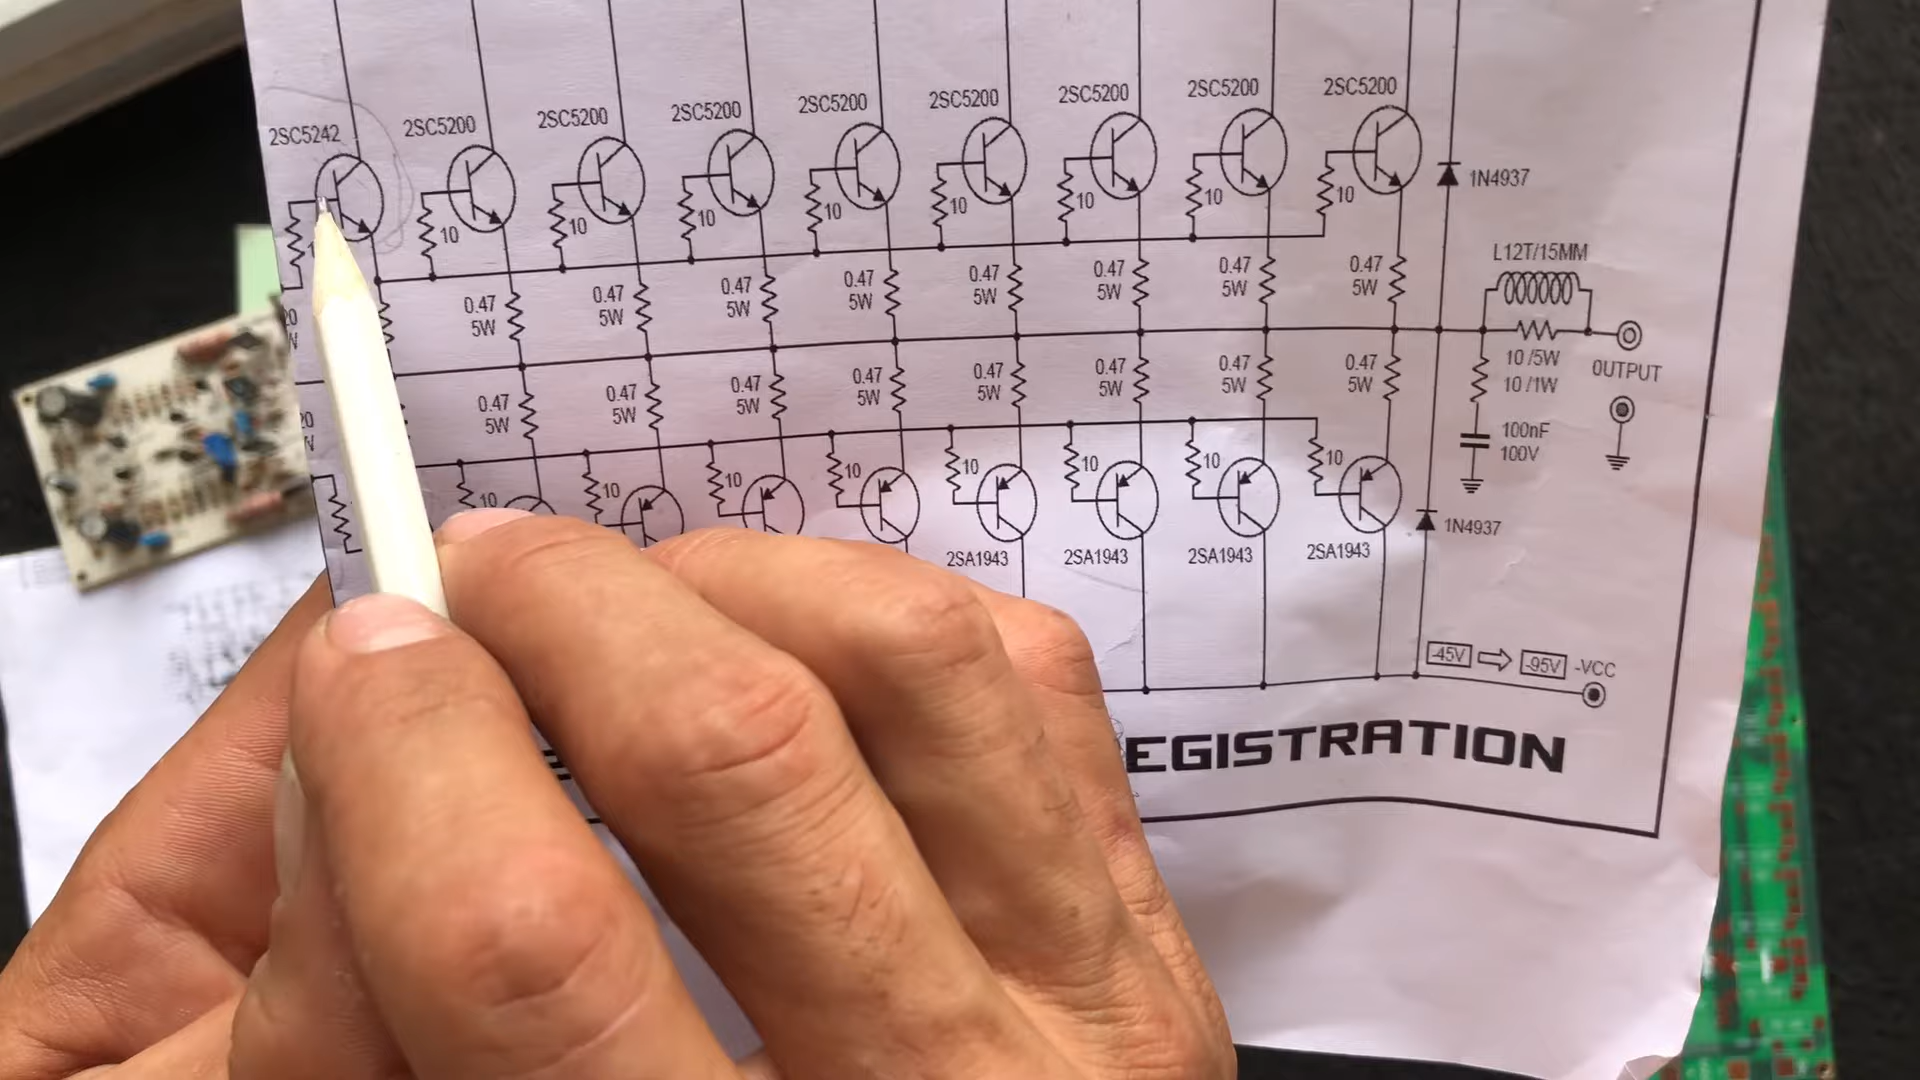 2SC5242
2SC5200
2SC5200
2SC5200
2SC5200
2SC5200
2SC5200
2SC5200
2SC5200
1N4937
10
10
10
10
10
10
10
10
L12T/15MM
0.47
5W
0.47
5W
0.47
5W
0.47
5W
0.47
5W
0.47
5W
0.47
5W
0.47
5W
10 /5W
10 /1W
OUTPUT
0.47
5W
0.47
5W
0.47
5W
0.47
5W
0.47
5W
0.47
5W
0.47
5W
0.47
5W
100nF
100V
10
10
10
10
10
10
10
10
2SA1943
2SA1943
2SA1943
2SA1943
1N4937
-45V
-95V
-VCC
EGISTRATION